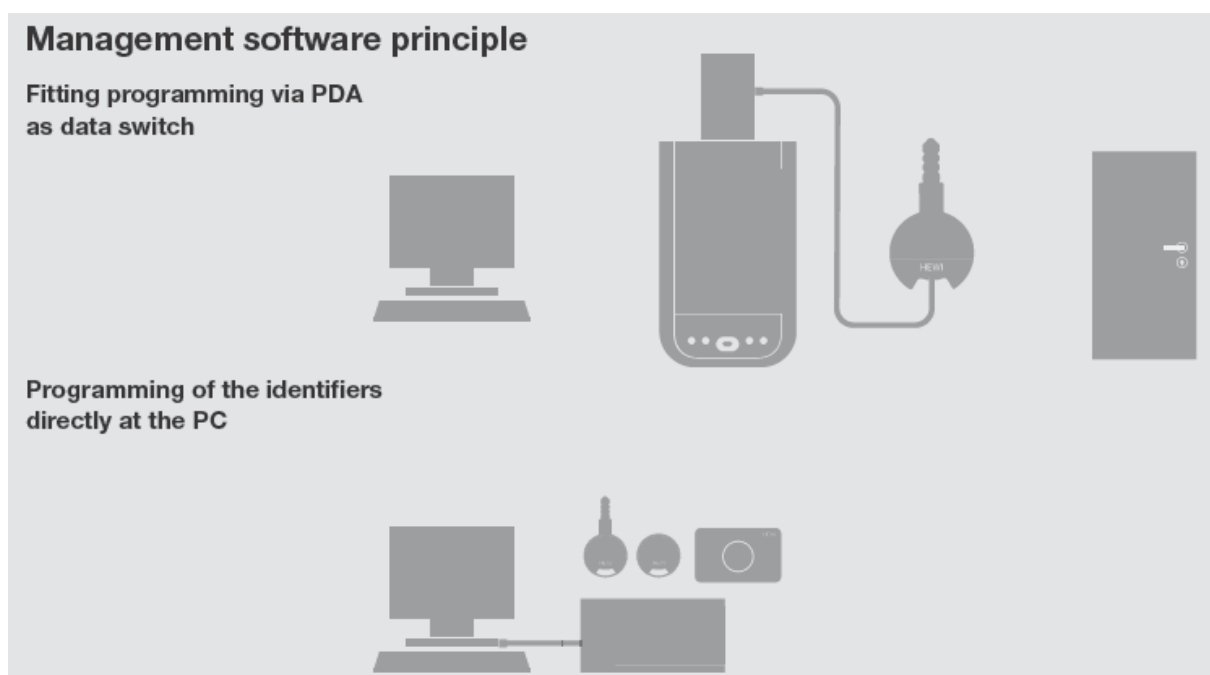 Management software principle
Fitting programming via PDA
as data switch
HEWI
Programming of the identifiers
directly at the PC